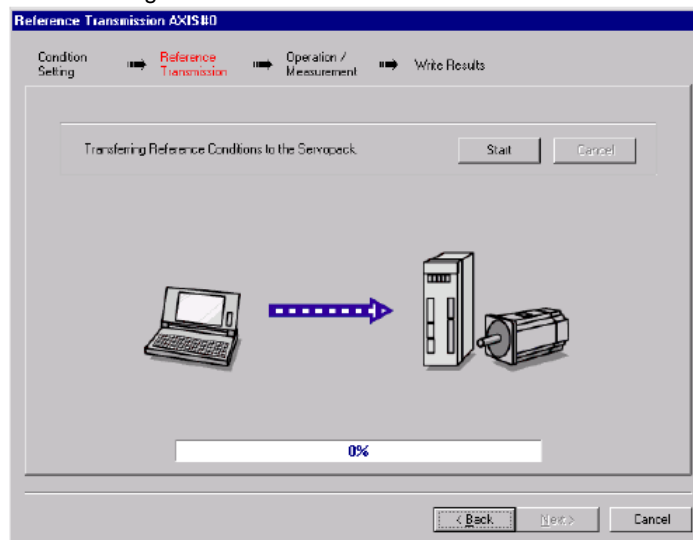 Reference Transmission AXIS#0
Condition Setting
Reference Transmission
Operation / Measurement
Write Results
Transferring Reference Conditions to the Servopack.
Start
Cancel
0%
< Back
Next >
Cancel